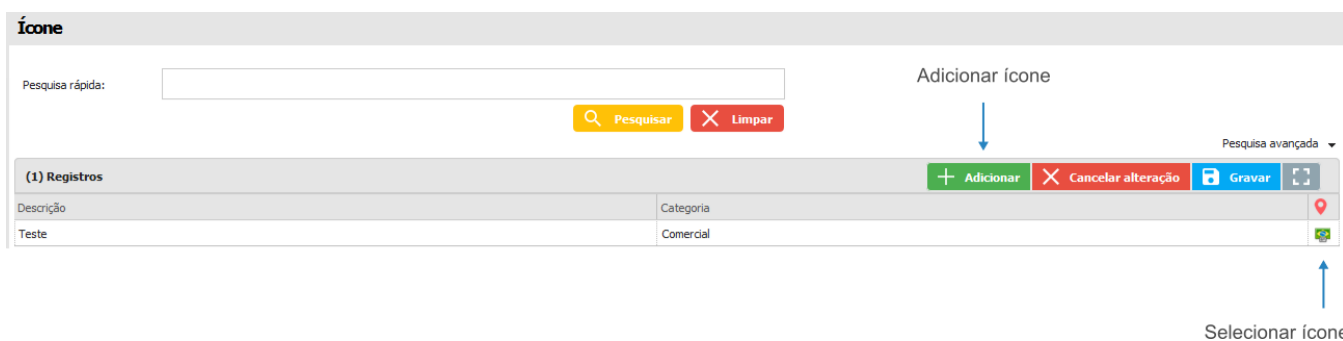 Ícone
Adicionar ícone
Pesquisa rápida:
Pesquisar Limpar
Pesquisa avançada
(1) Registros Adicionar Cancelar alteração Gravar
Descrição Categoria
Teste Comercial
Selecionar ícone